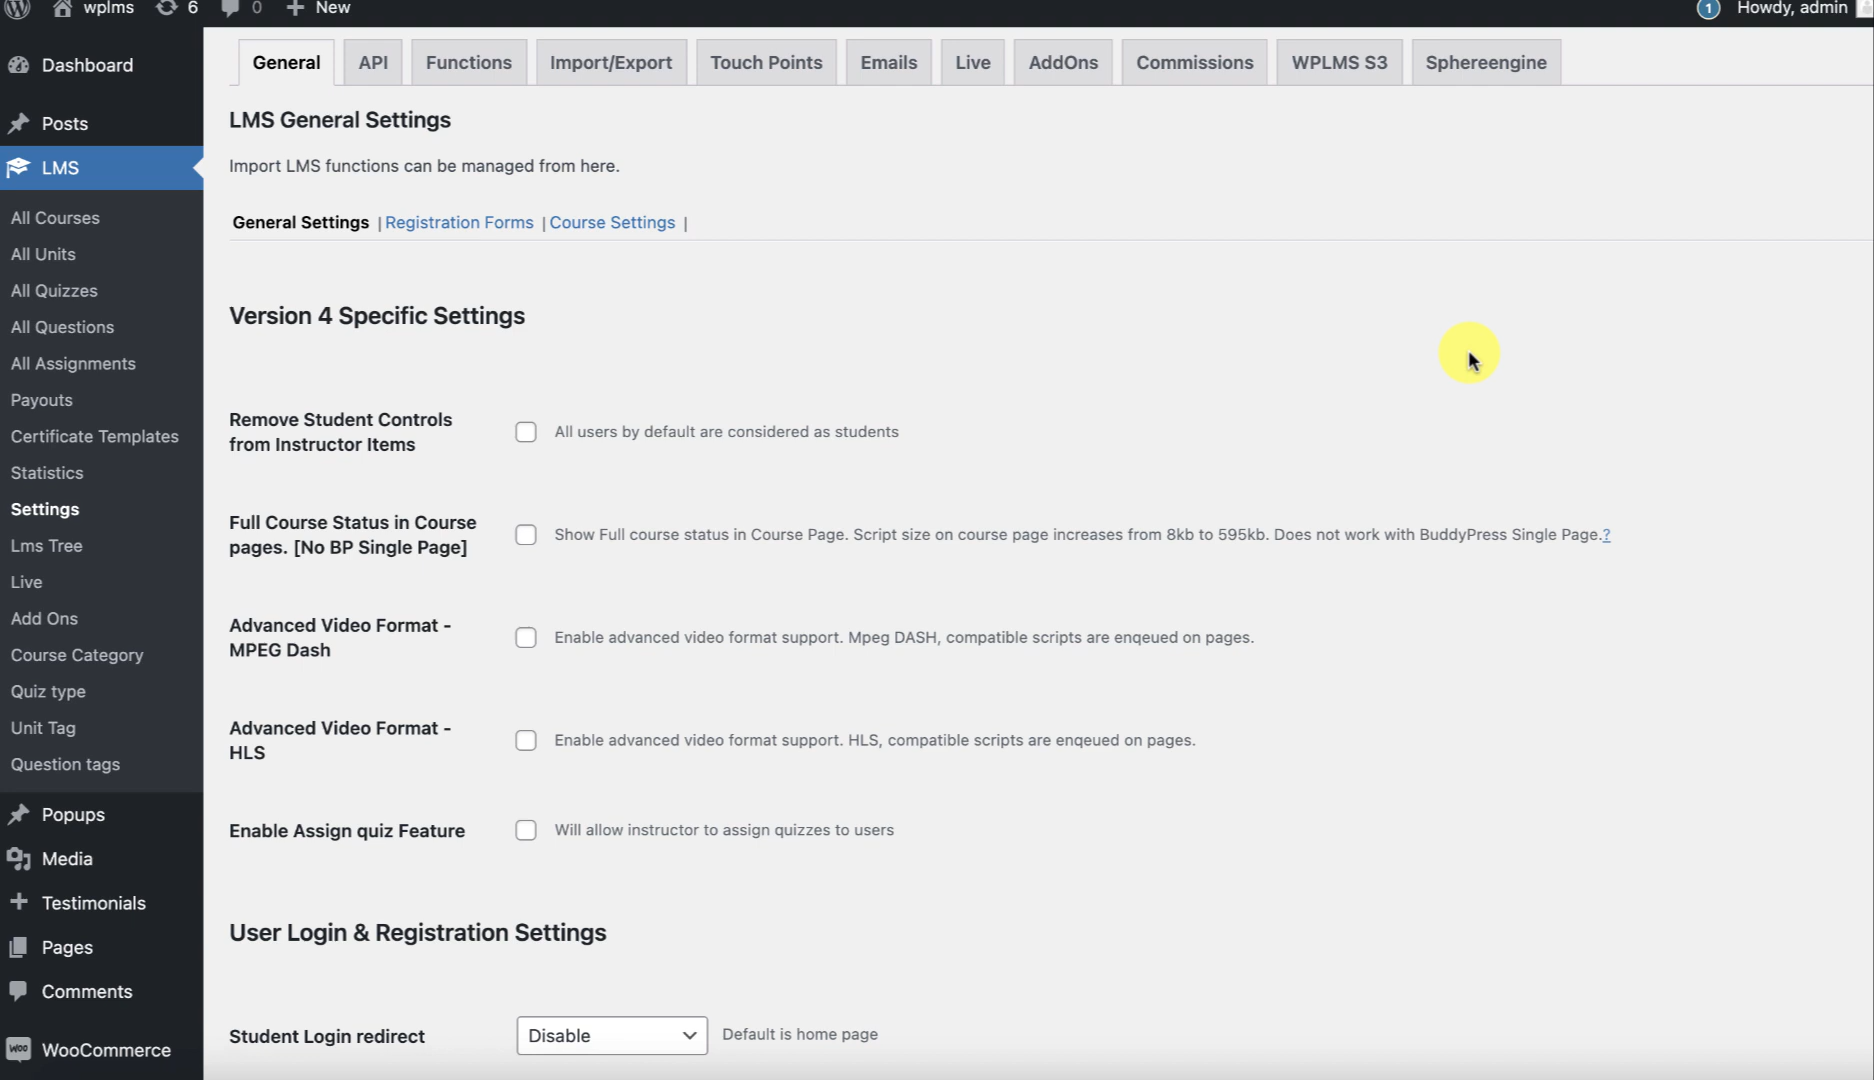 wplms 6 0 New 1 Howdy, admin
General API Functions Import/Export Touch Points Emails Live AddOns Commissions WPLMS S3 Sphereengine
Dashboard
Posts
LMS
All Courses
All Units
All Quizzes
All Questions
All Assignments
Payouts
Certificate Templates
Statistics
Settings
Lms Tree
Live
Add Ons
Course Category
Quiz type
Unit Tag
Question tags
Popups
Media
Testimonials
Pages
Comments
Woo WooCommerce
LMS General Settings
Import LMS functions can be managed from here.
General Settings | Registration Forms | Course Settings |
Version 4 Specific Settings
Remove Student Controls
from Instructor Items
All users by default are considered as students
Full Course Status in Course
pages. [No BP Single Page]
Show Full course status in Course Page. Script size on course page increases from 8kb to 595kb. Does not work with BuddyPress Single Page.?
Advanced Video Format -
MPEG Dash
Enable advanced video format support. Mpeg DASH, compatible scripts are enqeued on pages.
Advanced Video Format -
HLS
Enable advanced video format support. HLS, compatible scripts are enqeued on pages.
Enable Assign quiz Feature
Will allow instructor to assign quizzes to users
User Login & Registration Settings
Student Login redirect
Disable
Default is home page